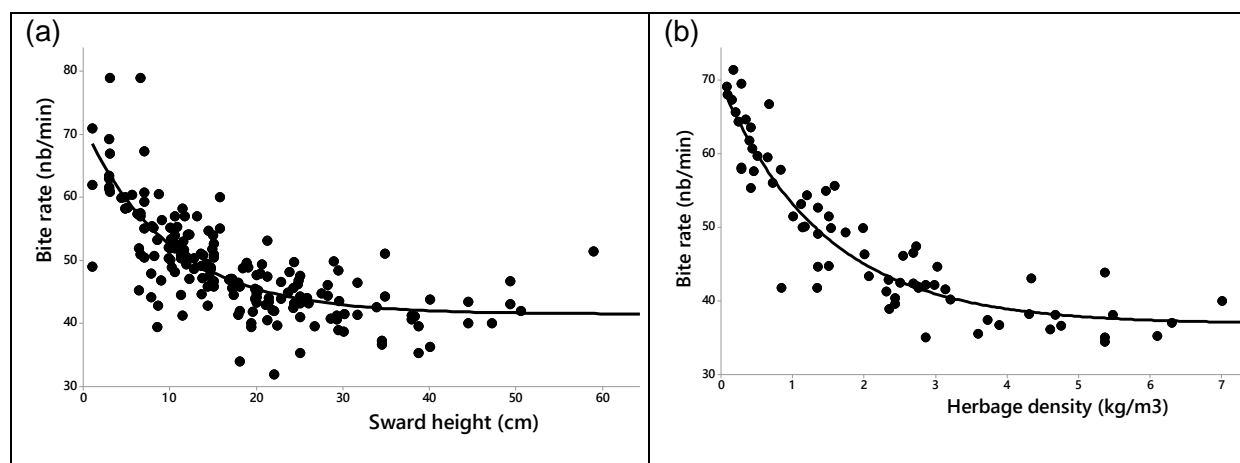 (a)
80
70
60
50
40
30
Bite rate (nb/min)
0 10 20 30 40 50 60
Sward height (cm)
(b)
70
60
50
40
30
Bite rate (nb/min)
0 1 2 3 4 5 6 7
Herbage density (kg/m3)